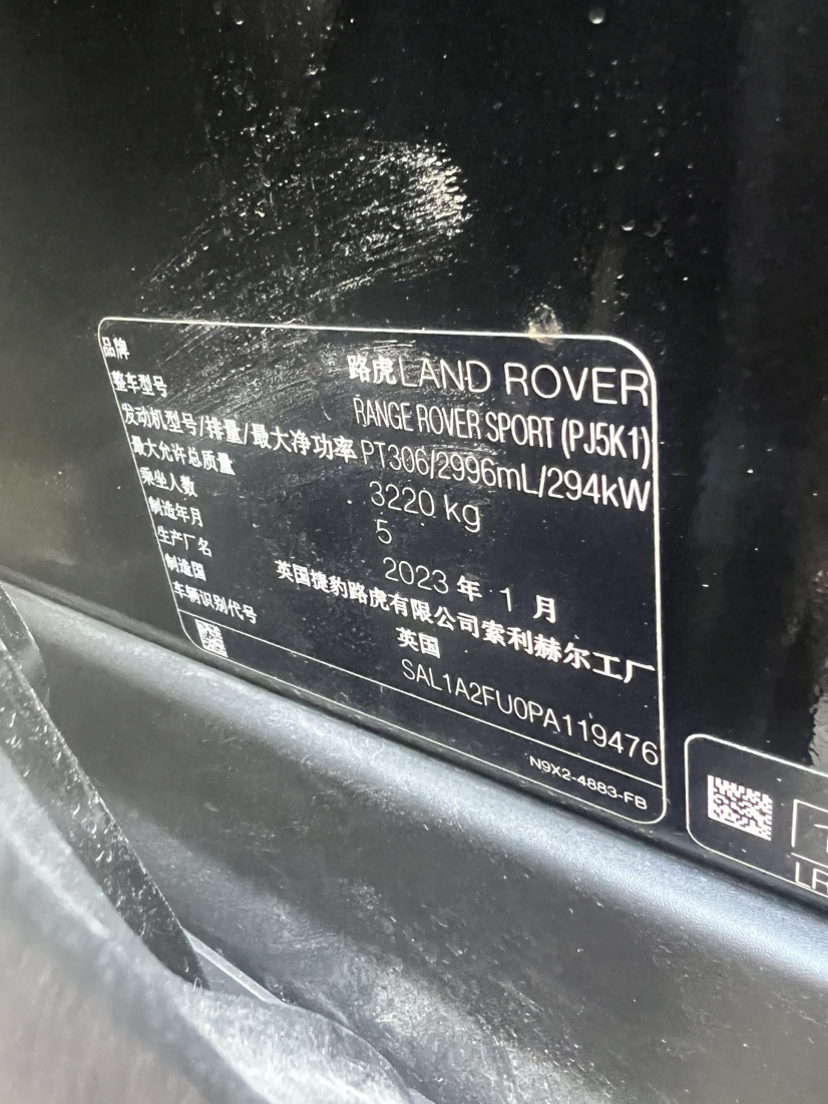 品牌 路虎LAND ROVER
整车型号 RANGE ROVER SPORT (PJ5K1)
发动机型号/排量/最大净功率 PT306/2996mL/294kW
最大允许总质量 3220 kg
乘坐人数 5
制造年月 2023 年 1 月
生产厂名 英国捷豹路虎有限公司索利赫尔工厂
制造国 英国
车辆识别代号 SAL1A2FU0PA119476
N9X2-4883-FB